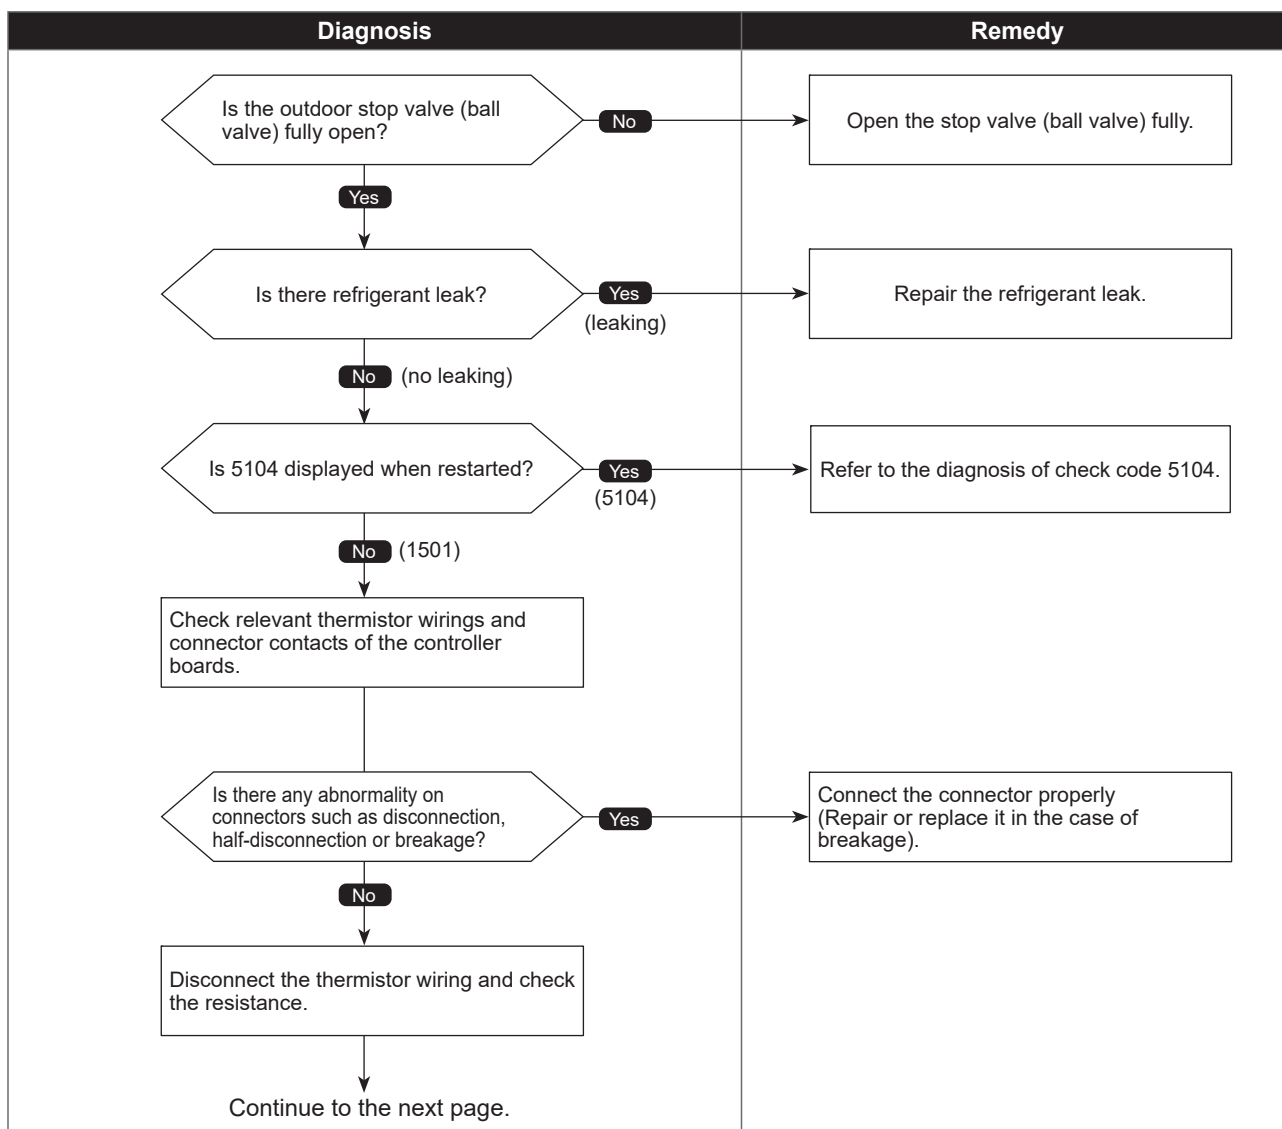 Diagnosis
Remedy
Is the outdoor stop valve (ball
valve) fully open?
No
Open the stop valve (ball valve) fully.
Yes
Is there refrigerant leak?
Yes
(leaking)
Repair the refrigerant leak.
No
(no leaking)
Is 5104 displayed when restarted?
Yes
(5104)
Refer to the diagnosis of check code 5104.
No
(1501)
Check relevant thermistor wirings and
connector contacts of the controller
boards.
Is there any abnormality on
connectors such as disconnection,
half-disconnection or breakage?
Yes
Connect the connector properly
(Repair or replace it in the case of
breakage).
No
Disconnect the thermistor wiring and check
the resistance.
Continue to the next page.